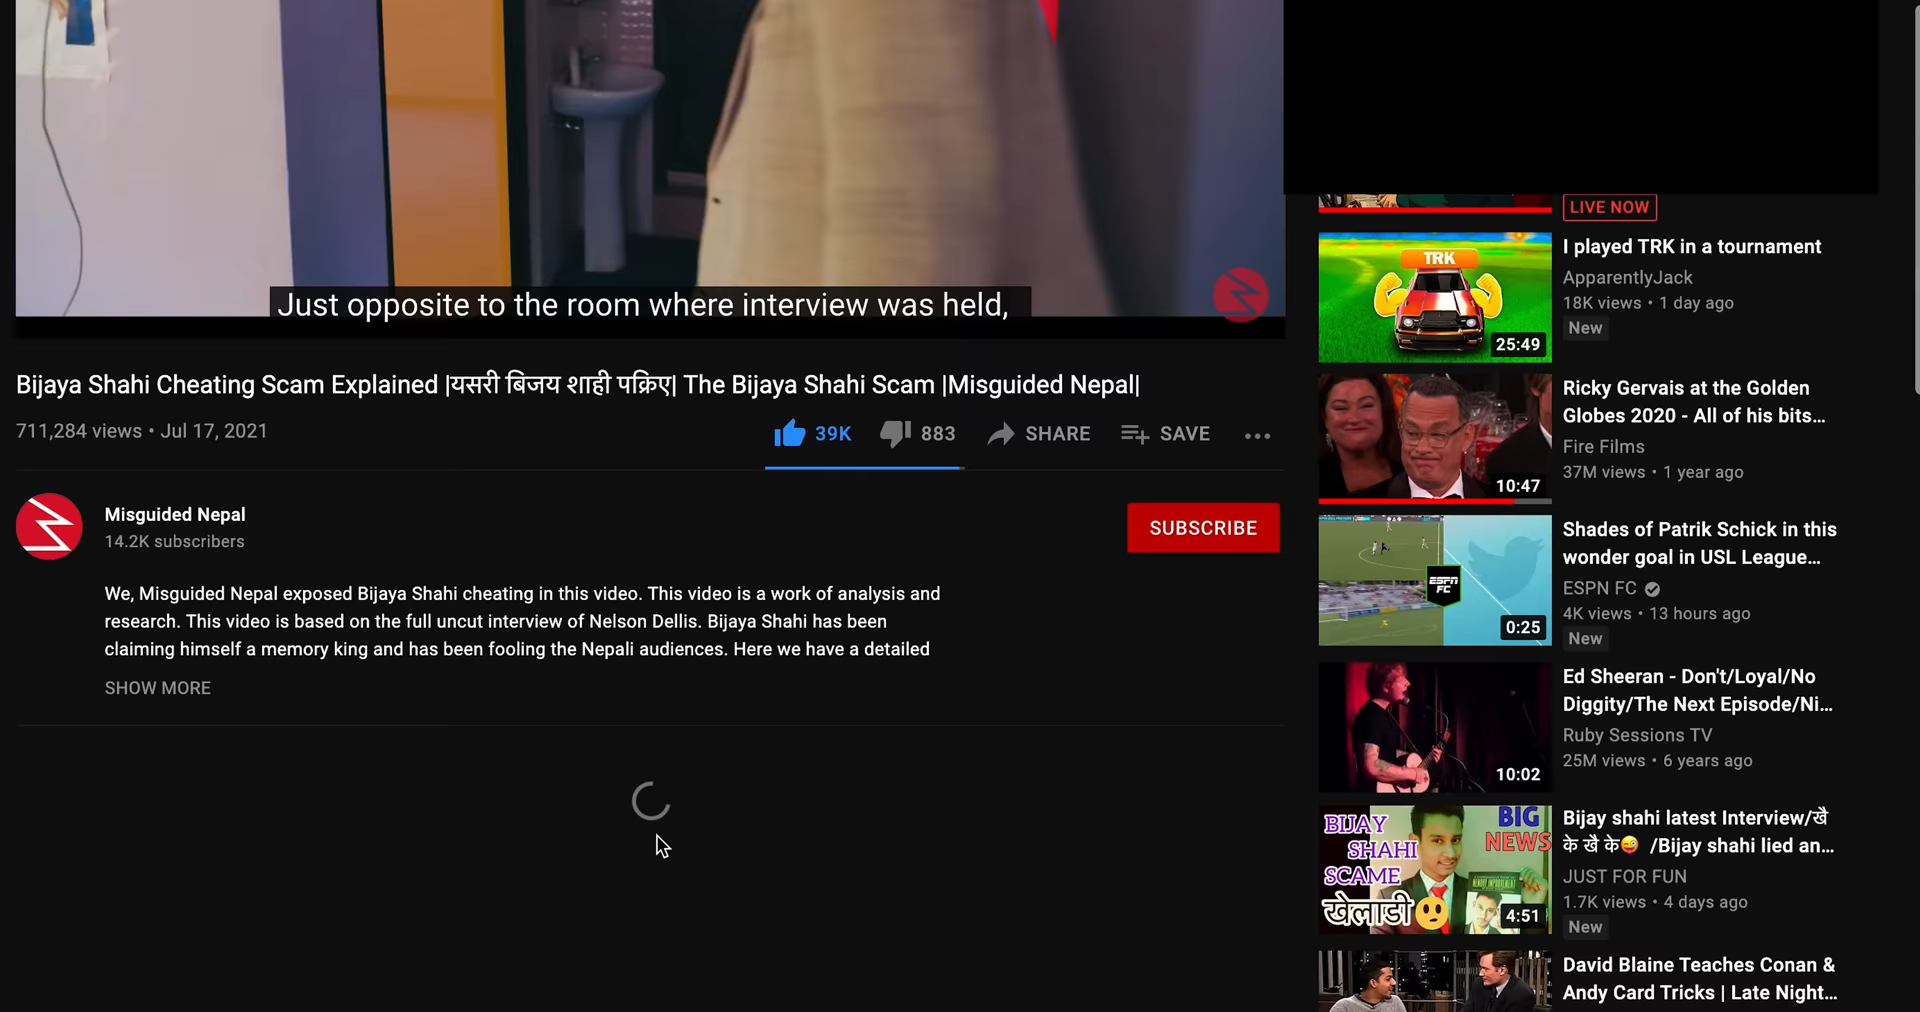 Just opposite to the room where interview was held,
Bijaya Shahi Cheating Scam Explained |यसरी बिजय शाही पक्रिए| The Bijaya Shahi Scam |Misguided Nepal|
711,284 views • Jul 17, 2021
39K
883
SHARE
SAVE
Misguided Nepal
14.2K subscribers
SUBSCRIBE
We, Misguided Nepal exposed Bijaya Shahi cheating in this video. This video is a work of analysis and
research. This video is based on the full uncut interview of Nelson Dellis. Bijaya Shahi has been
claiming himself a memory king and has been fooling the Nepali audiences. Here we have a detailed
SHOW MORE
LIVE NOW
TRK
25:49
I played TRK in a tournament
ApparentlyJack
18K views • 1 day ago
New
10:47
Ricky Gervais at the Golden
Globes 2020 - All of his bits...
Fire Films
37M views • 1 year ago
ESPN
FC
0:25
Shades of Patrik Schick in this
wonder goal in USL League...
ESPN FC
4K views • 13 hours ago
New
10:02
Ed Sheeran - Don't/Loyal/No
Diggity/The Next Episode/Ni...
Ruby Sessions TV
25M views • 6 years ago
BIJAY
SHAHI
SCAME
खेलाडी
BIG
NEWS
MEMORY IMPROVEMENT
4:51
Bijay shahi latest Interview/खै
के खै के😜 /Bijay shahi lied an...
JUST FOR FUN
1.7K views • 4 days ago
New
David Blaine Teaches Conan &
Andy Card Tricks | Late Night...